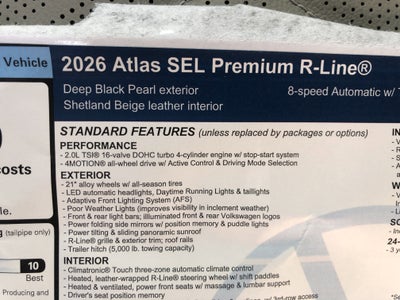 Vehicle
2026 Atlas SEL Premium R-Line®
Deep Black Pearl exterior
8-speed Automatic w/
Shetland Beige leather interior
STANDARD FEATURES (unless replaced by packages or options)
PERFORMANCE
- 2.0L TSI® 16-valve DOHC turbo 4-cylinder engine w/ stop-start system
- 4MOTION® all-wheel drive w/ Active Control & Driving Mode Selection
EXTERIOR
- 21" alloy wheels w/ all-season tires
- LED automatic headlights, Daytime Running Lights & taillights
- Adaptive Front Lighting System (AFS)
- Poor Weather Lights (improves visibility in inclement weather)
- Front & rear light bars; illuminated front & rear Volkswagen logos
- Power folding side mirrors w/ position memory & puddle lights
- Power tilting & sliding panoramic sunroof
- R-Line® grille & exterior trim; roof rails
- Trailer hitch (5,000 lb. towing capacity)
INTERIOR
- Climatronic® Touch three-zone automatic climate control
- Heated, leather-wrapped R-Line® steering wheel w/ shift paddles
- Heated & ventilated, power front seats w/ massage & lumbar support
- Driver's seat position memory
costs
(tailpipe only)
10
Best
Producing and
24-